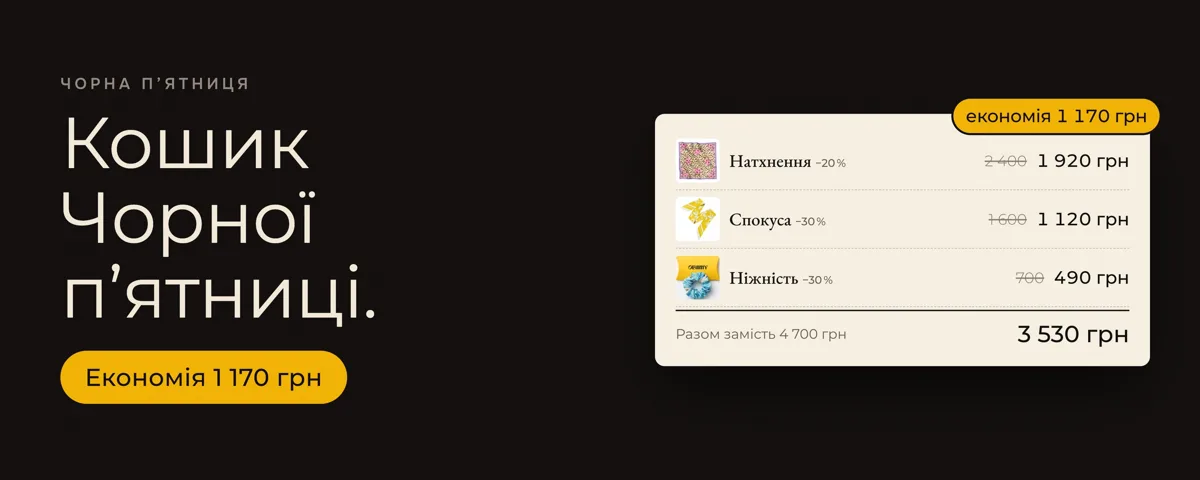 ЧОРНА П’ЯТНИЦЯ
Кошик
Чорної
п’ятниці.
Економія 1 170 грн
економія 1 170 грн
Натхнення −20 % 2 400 1 920 грн
Спокуса −30 % 1 600 1 120 грн
Ніжність −30 % 700 490 грн
Разом замість 4 700 грн 3 530 грн